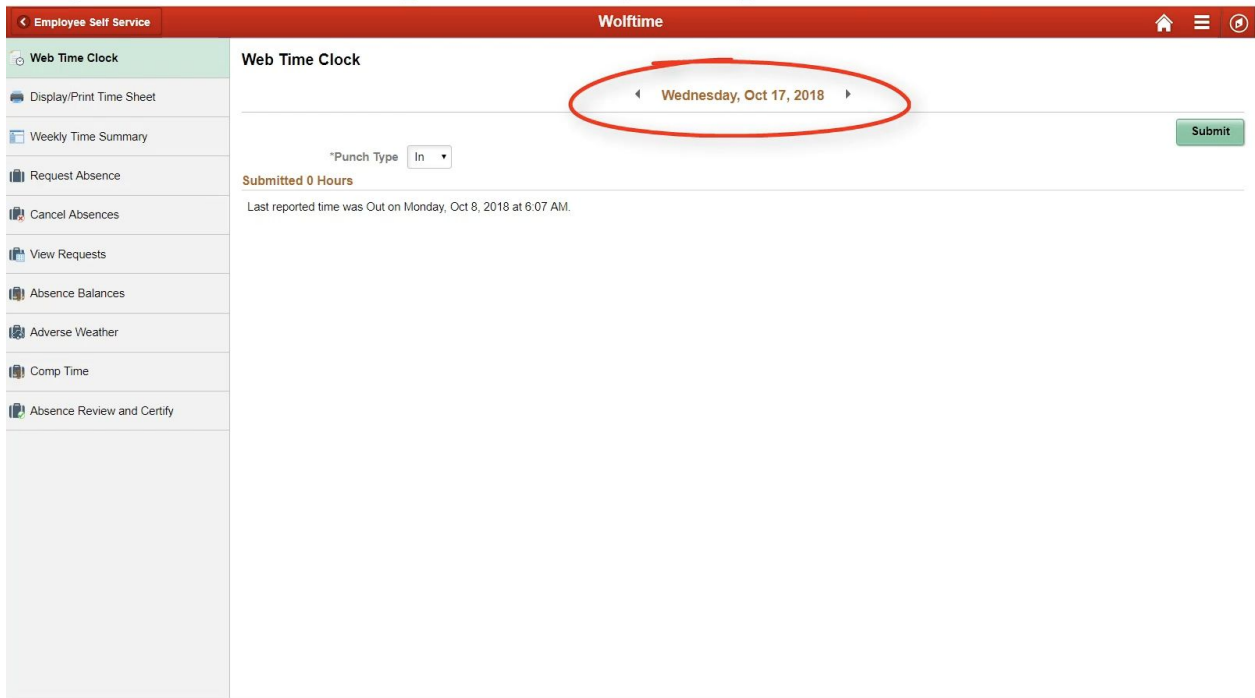 Employee Self Service
Wolftime
Web Time Clock
Display/Print Time Sheet
Weekly Time Summary
Request Absence
Cancel Absences
View Requests
Absence Balances
Adverse Weather
Comp Time
Absence Review and Certify
Web Time Clock
Wednesday, Oct 17, 2018
Submit
*Punch Type In
Submitted 0 Hours
Last reported time was Out on Monday, Oct 8, 2018 at 6:07 AM.